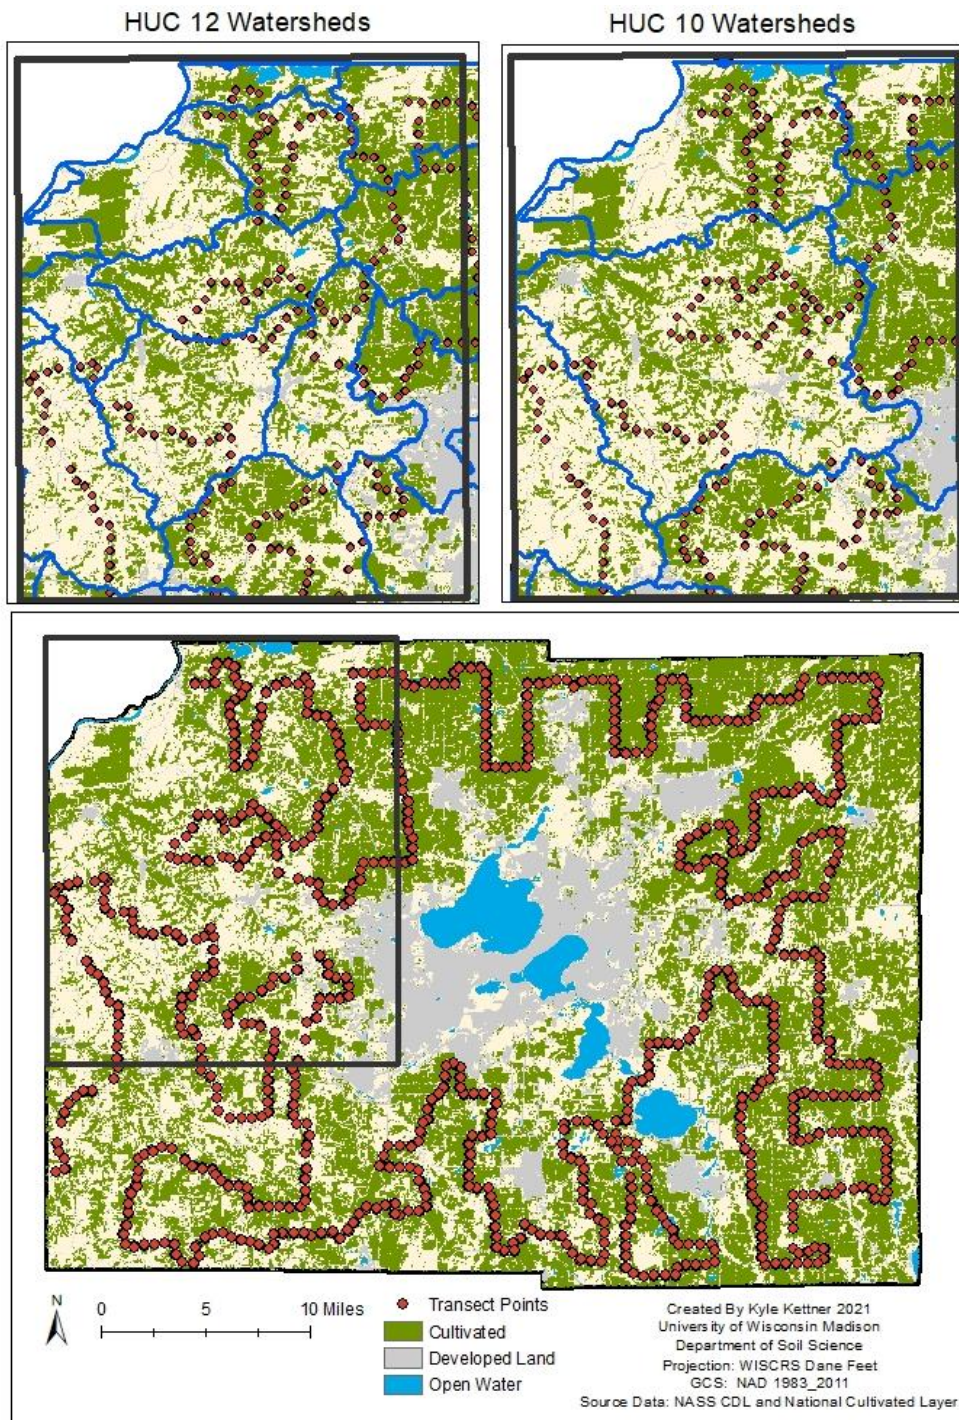 HUC 12 Watersheds
HUC 10 Watersheds
N
0 5 10 Miles
Transect Points
Cultivated
Developed Land
Open Water
Created By Kyle Kettner 2021
University of Wisconsin Madison
Department of Soil Science
Projection: WISCRS Dane Feet
GCS: NAD 1983_2011
Source Data: NASS CDL and National Cultivated Layer